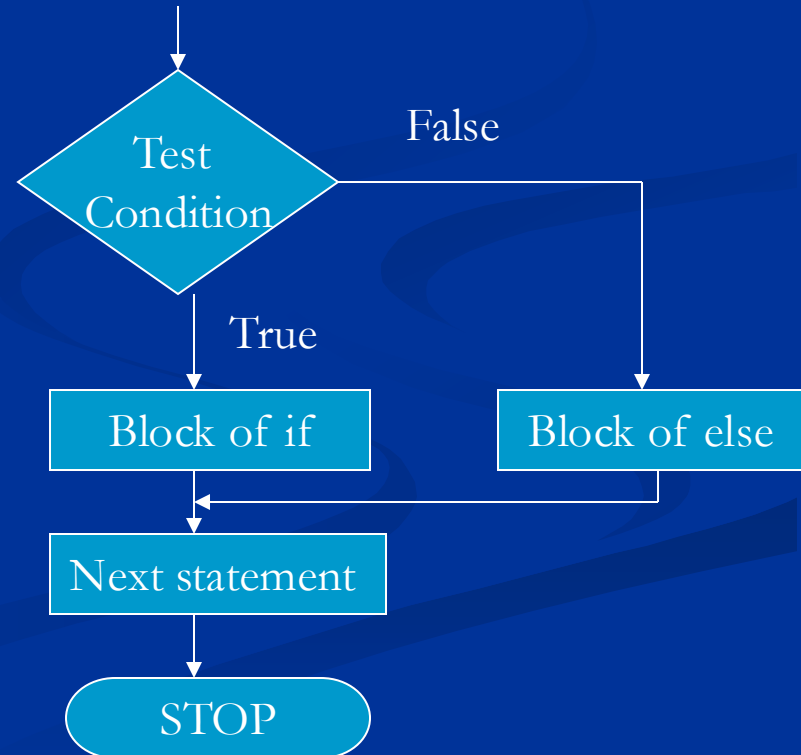 Test
Condition
False
True
Block of if
Block of else
Next statement
STOP